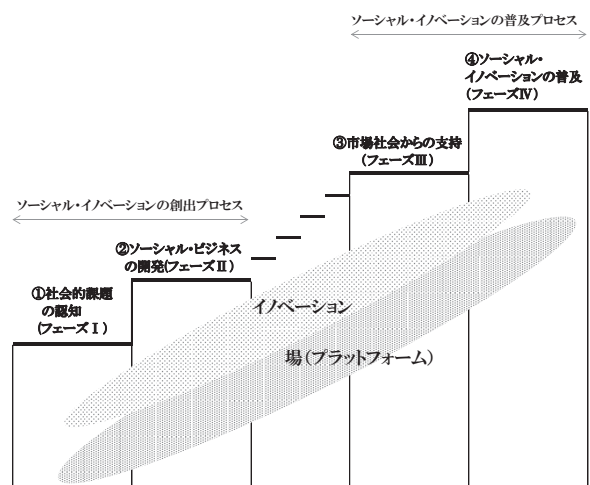 ソーシャル・イノベーションの普及プロセス
④ソーシャル・
イノベーションの普及
(フェーズⅣ)
③市場社会からの支持
(フェーズⅢ)
ソーシャル・イノベーションの創出プロセス
②ソーシャル・ビジネス
の開発(フェーズⅡ)
①社会的課題
の認知
(フェーズⅠ)
イノベーション
場(プラットフォーム)